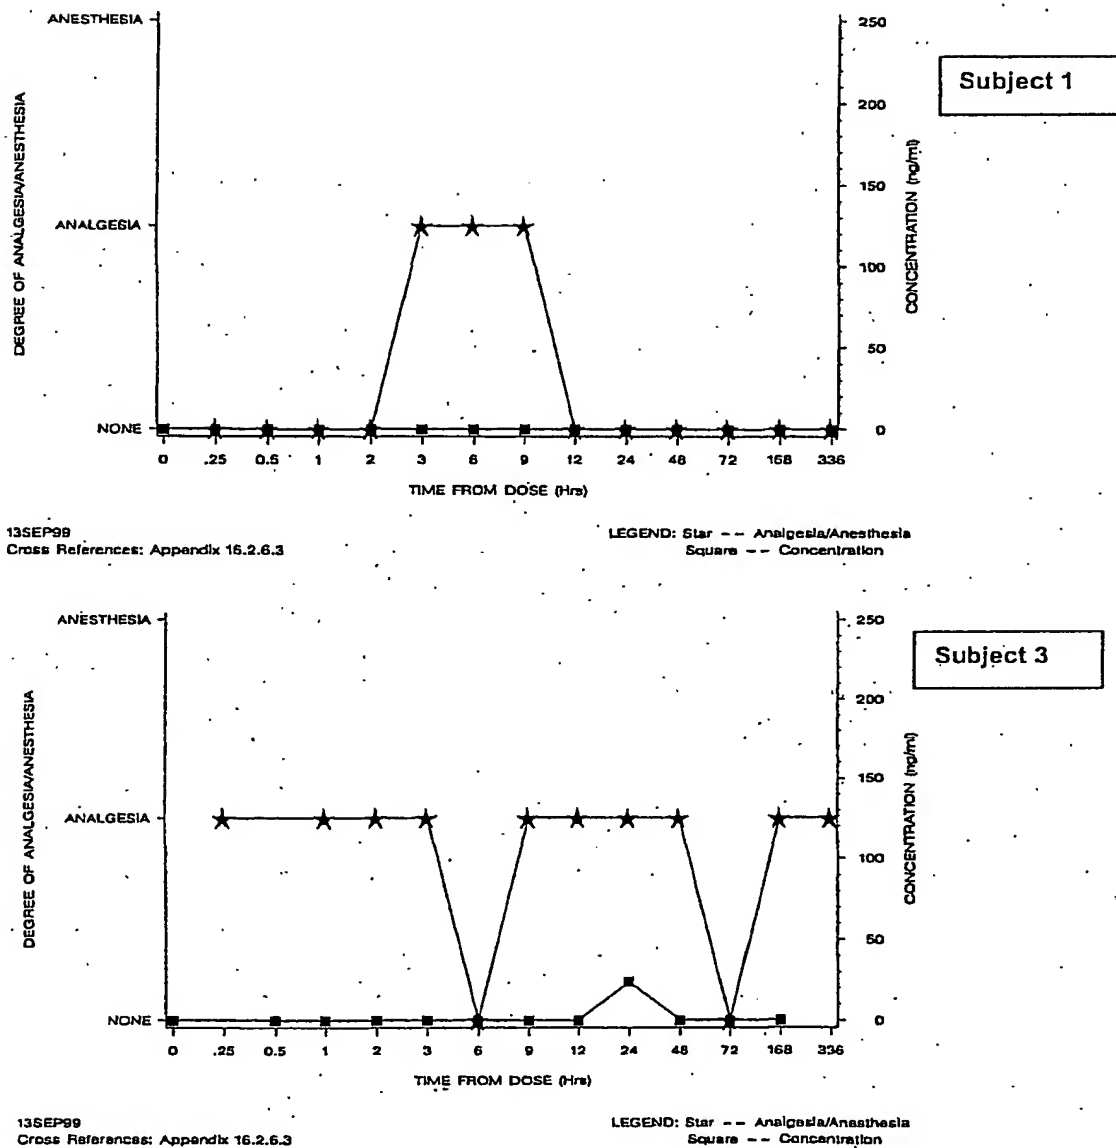 ANESTHESIA
ANALGESIA
NONE
DEGREE OF ANALGESIA/ANESTHESIA
250
200
150
100
50
0
CONCENTRATION (ng/ml)
Subject 1
0 .25 0.5 1 2 3 6 9 12 24 48 72 168 336
TIME FROM DOSE (Hrs)
13SEP99
Cross References: Appendix 16.2.6.3
LEGEND: Star -- Analgesia/Anesthesia
Square -- Concentration
ANESTHESIA
ANALGESIA
NONE
DEGREE OF ANALGESIA/ANESTHESIA
250
200
150
100
50
0
CONCENTRATION (ng/ml)
Subject 3
0 .25 0.5 1 2 3 6 9 12 24 48 72 168 336
TIME FROM DOSE (Hrs)
13SEP99
Cross References: Appendix 16.2.6.3
LEGEND: Star -- Analgesia/Anesthesia
Square -- Concentration